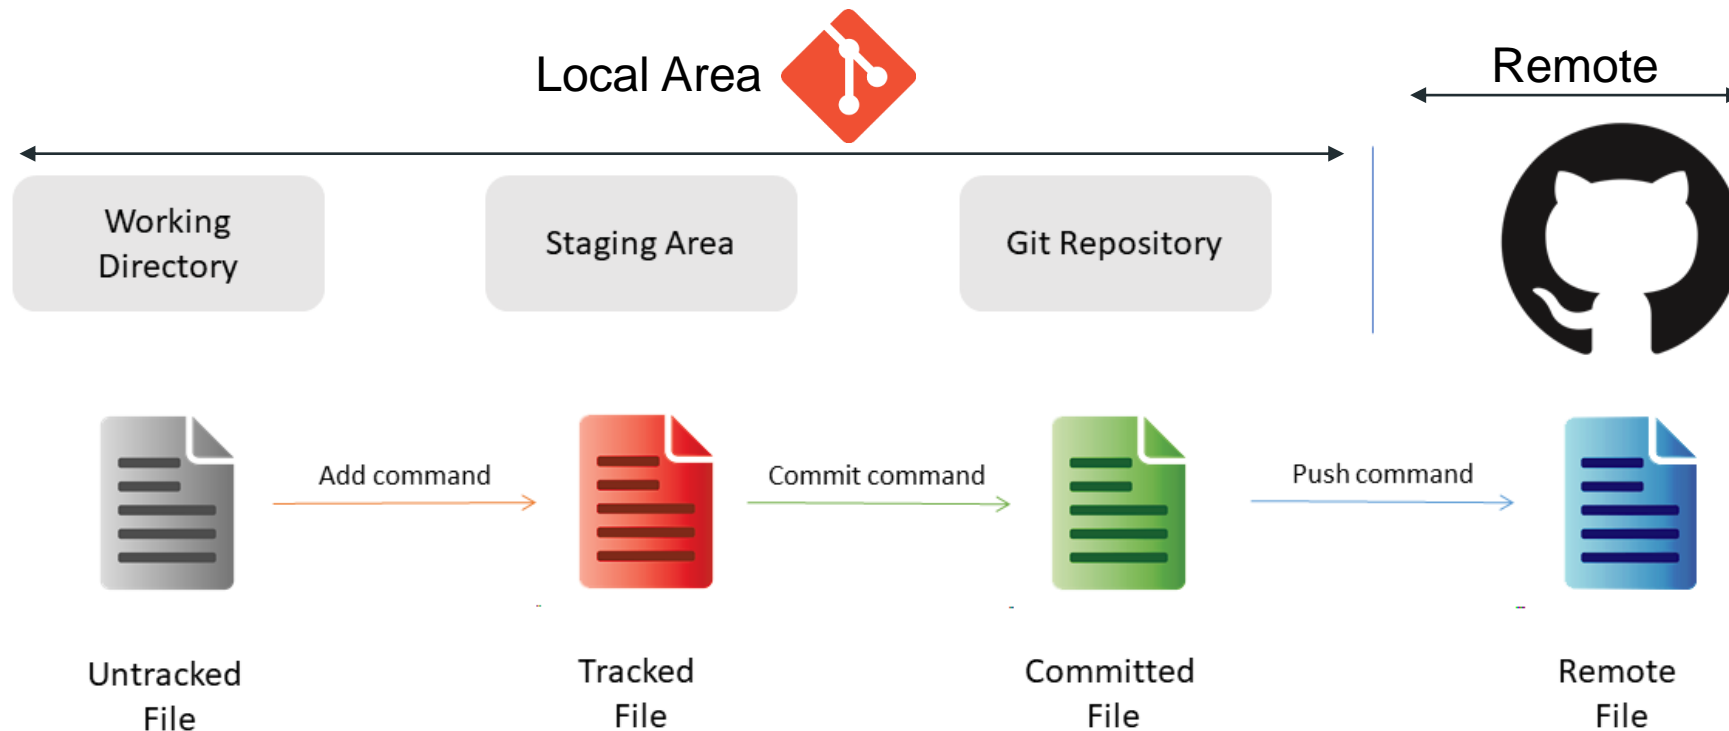 Local Area
Remote
Working
Directory
Staging Area
Git Repository
Add command
Commit command
Push command
Untracked
File
Tracked
File
Committed
File
Remote
File